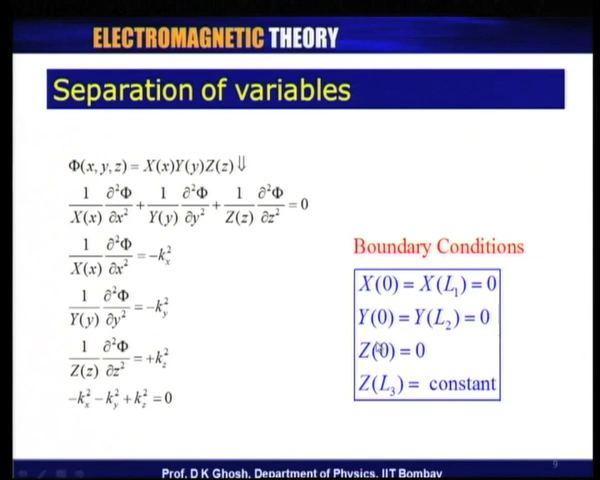 ELECTROMAGNETIC THEORY
Separation of variables
Φ(x, y, z) = X(x)Y(y)Z(z) ⇓
1/X(x) ∂²Φ/∂x² + 1/Y(y) ∂²Φ/∂y² + 1/Z(z) ∂²Φ/∂z² = 0
1/X(x) ∂²Φ/∂x² = −kₓ²
1/Y(y) ∂²Φ/∂y² = −k_y²
1/Z(z) ∂²Φ/∂z² = +k_z²
−kₓ² − k_y² + k_z² = 0
Boundary Conditions
X(0) = X(L₁) = 0
Y(0) = Y(L₂) = 0
Z(0) = 0
Z(L₃) = constant
9
Prof. D K Ghosh, Department of Physics, IIT Bombay